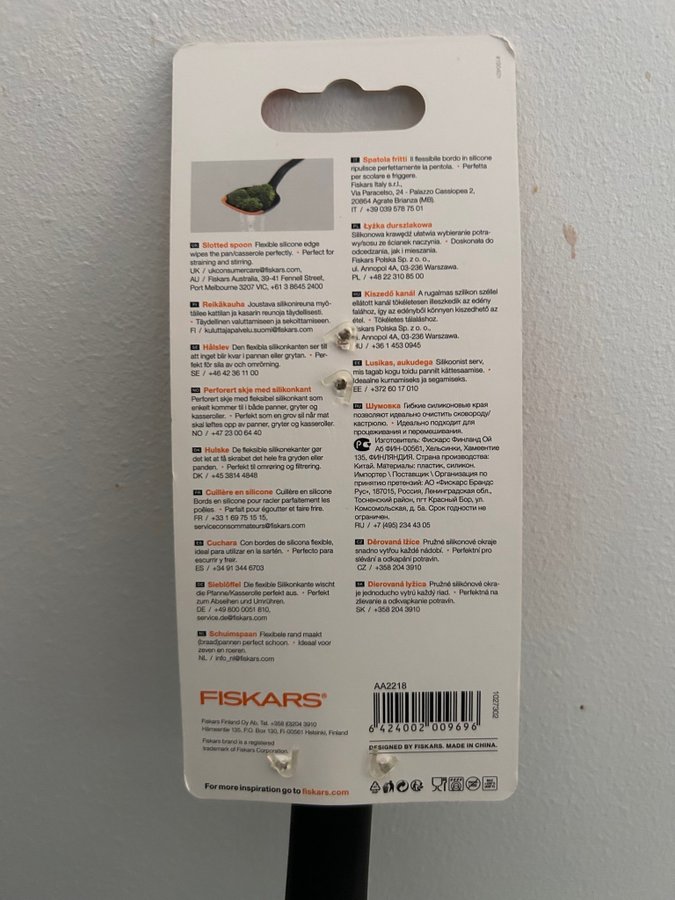 UK Slotted spoon Flexible silicone edge
wipes the pan/casserole perfectly. • Perfect for
straining and stirring.
UK / ukconsumercare@fiskars.com,
AU / Fiskars Australia, 39-41 Fennell Street,
Port Melbourne 3207 VIC, +61 3 8645 2400
FI Reikäkauha Joustava silikonireuna myö-
täilee kattilan ja kasarin reunoja täydellisesti.
• Täydellinen valuttamiseen ja sekoittamiseen.
FI / kuluttajapalvelu.suomi@fiskars.com
SE Hålslev Den flexibla silikonkanten ser till
att inget blir kvar i pannan eller grytan. • Per-
fekt för sila av och omrörning.
SE / +46 42 36 11 00
NO Perforert skje med silikonkant
Skje med fleksibel silikonkant som
enkelt kommer til i både panner, gryter og
kasseroller. • Perfekt som en grov sil når mat
skal løftes opp av panner, gryter og kasseroller.
NO / +47 23 00 64 40
DK Hulske De fleksible silikonekanter gør
det let at få skrabet det hele fra gryden eller
panden. • Perfekt til omrøring og filtrering.
DK / +45 3814 4848
FR Cuillère en silicone Cuillère en silicone
Bords en silicone pour racler parfaitement les
poêles. • Parfait pour égoutter et faire frire.
FR / +33 1 69 75 15 15,
serviceconsommateurs@fiskars.com
ES Cuchara Con bordes de silicona flexible,
ideal para utilizar en la sartén. • Perfecto para
escurrir y freir.
ES / +34 91 344 6703
DE Sieblöffel Die flexible Silikonkante wischt
die Pfanne/Kasserolle perfekt aus. • Perfekt
zum Abseihen und Umrühren.
DE / +49 800 0051 810,
service.de@fiskars.com
NL Schuimspaan Flexibele rand maakt
(braad)pannen perfect schoon. • Ideaal voor
zeven en roeren.
NL / info_nl@fiskars.com
IT Spatola fritti Il flessibile bordo in silicone
ripulisce perfettamente la pentola. • Perfetta
per scolare e friggere.
Fiskars Italy s.r.l.,
Via Paracelso, 24 - Palazzo Cassiopea 2,
20864 Agrate Brianza (MB).
IT / +39 039 578 75 01
PL Łyżka durszlakowa
Silikonowa krawędź ułatwia wybieranie potra-
wy/sosu ze ścianek naczynia. • Doskonała do
odcedzania, jak i mieszania.
Fiskars Polska Sp. z o. o.,
ul. Annopol 4A, 03-236 Warszawa.
PL / +48 22 310 85 00
HU Kiszedő kanál A rugalmas szilikon széllel
ellátott kanál tökéletesen illeszkedik az edény
falához, így az edényből könnyen kiszedhető az
étel. • Tökéletes tálaláshoz.
Fiskars Polska Sp. z o. o.,
ul. Annopol 4A, 03-236 Warszawa.
HU / +36 1 453 0945
EE Lusikas, aukudega Silikonist serv,
mis tagab kogu toidu pannilt kättesaamise. •
Ideaalne kurnamiseks ja segamiseks.
EE / +372 60 17 010
RU Шумовка Гибкие силиконовые края
позволяют идеально очистить сковороду/
кастрюлю. • Идеально подходит для
процеживания и перемешивания.
Изготовитель: Фискарс Финланд Ой
Аб ФИН-00561, Хельсинки, Хамеентие
135, ФИНЛЯНДИЯ. Страна производства:
Китай. Материалы: пластик, силикон.
Импортер \ Поставщик \ Организация по
принятию претензий: АО «Фискарс Брандс
Рус», 187015, Россия, Ленинградская обл.,
Тосненский район, пгт Красный Бор, ул.
Комсомольская, д. 5а. Срок годности не
ограничен.
RU / +7 (495) 234 43 05
CZ Děrovaná lžíce Pružné silikonové okraje
snadno vytřou každé nádobí. • Perfektní pro
slévání a odkapání potravin.
CZ / +358 204 3910
SK Dierovaná lyžica Pružné silikónové okra-
je jednoducho vytrú každý riad. • Perfektná na
zlievanie a odkvapkanie potravín.
SK / +358 204 3910
FISKARS®
Fiskars Finland Oy Ab. Tel. +358 (0)204 3910
Hämeentie 135, P.O. Box 130, FI-00561 Helsinki, Finland
Fiskars brand is a registered
trademark of Fiskars Corporation.
AA2218
1027302
6 424002 009696
DESIGNED BY FISKARS. MADE IN CHINA.
For more inspiration go to fiskars.com